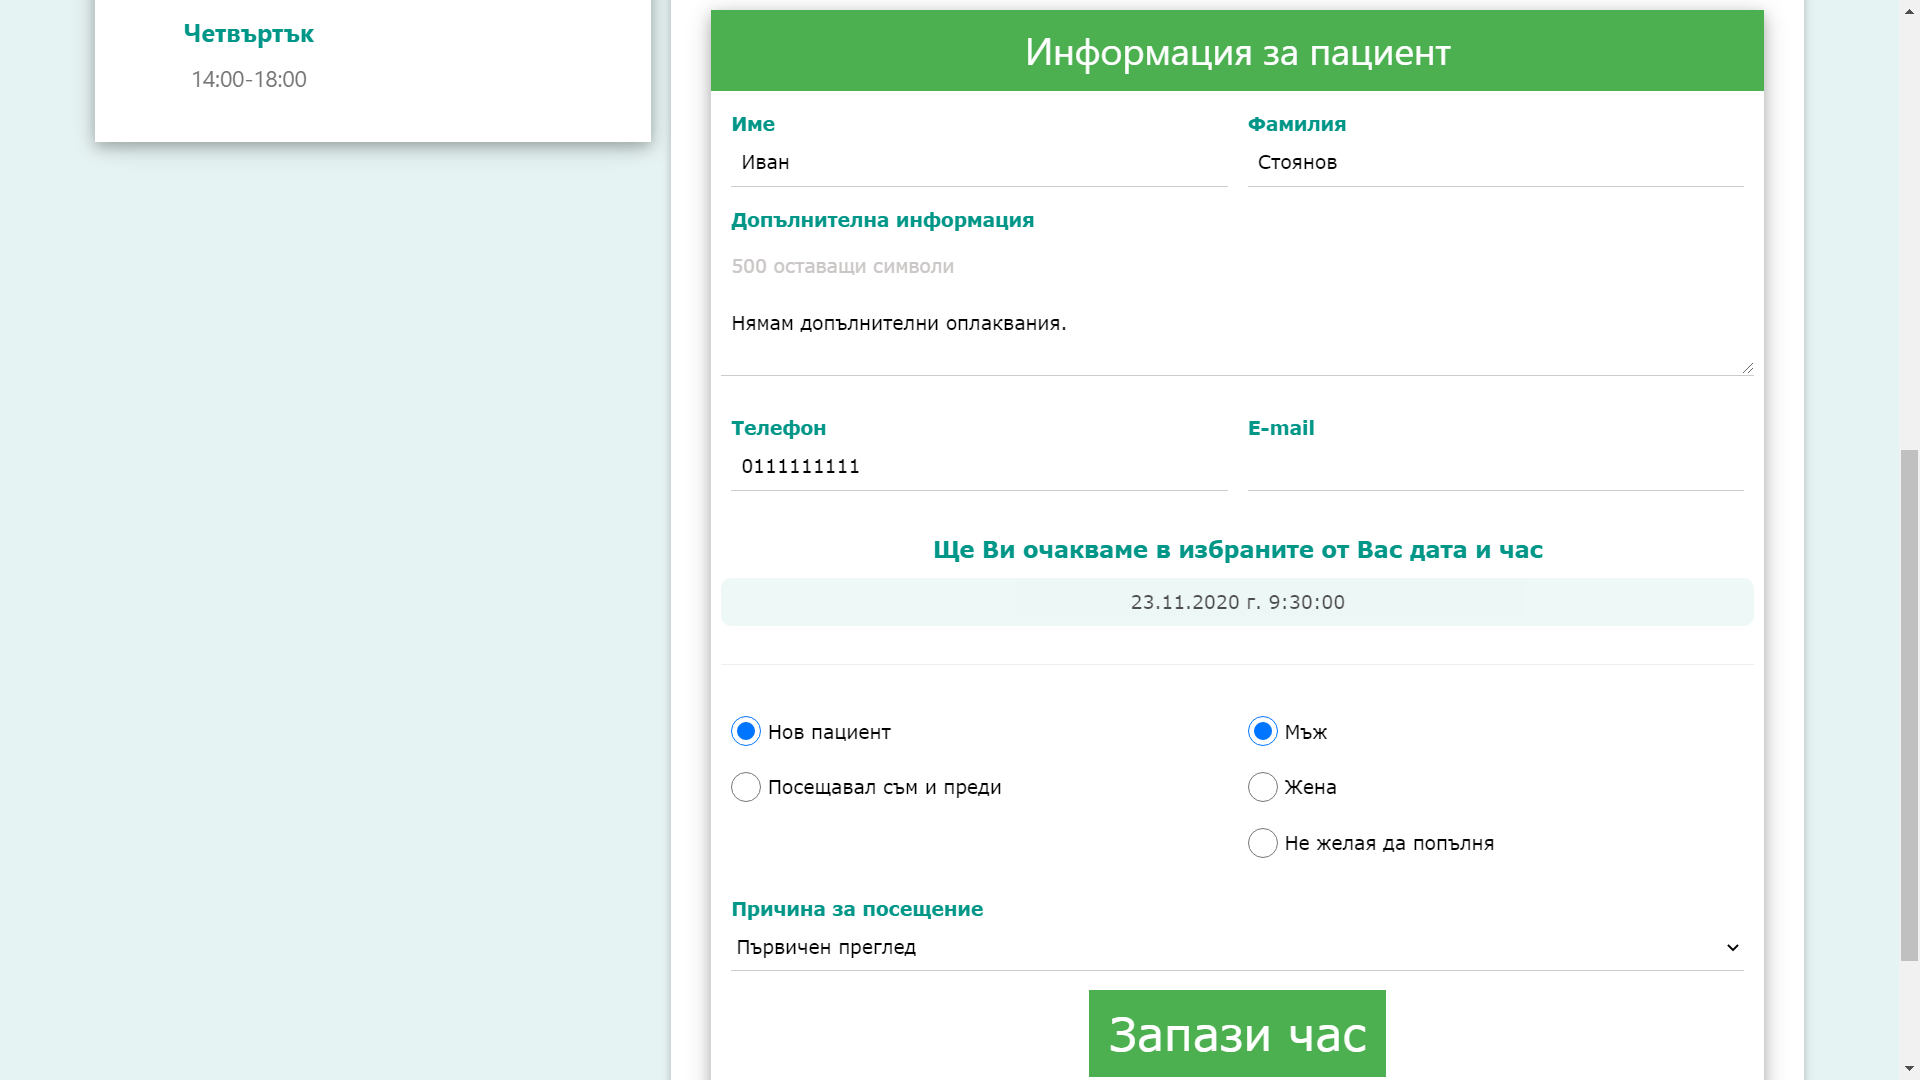 Четвъртък
14:00-18:00
Информация за пациент
Име
Фамилия
Иван
Стоянов
Допълнителна информация
500 оставащи символи
Нямам допълнителни оплаквания.
Телефон
E-mail
0111111111
Ще Ви очакваме в избраните от Вас дата и час
23.11.2020 г. 9:30:00
Нов пациент
Мъж
Посещавал съм и преди
Жена
Не желая да попълня
Причина за посещение
Първичен преглед
Запази час